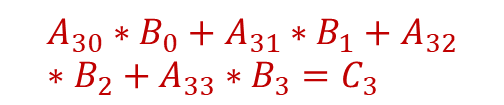 A₃₀ ∗ B₀ + A₃₁ ∗ B₁ + A₃₂
∗ B₂ + A₃₃ ∗ B₃ = C₃